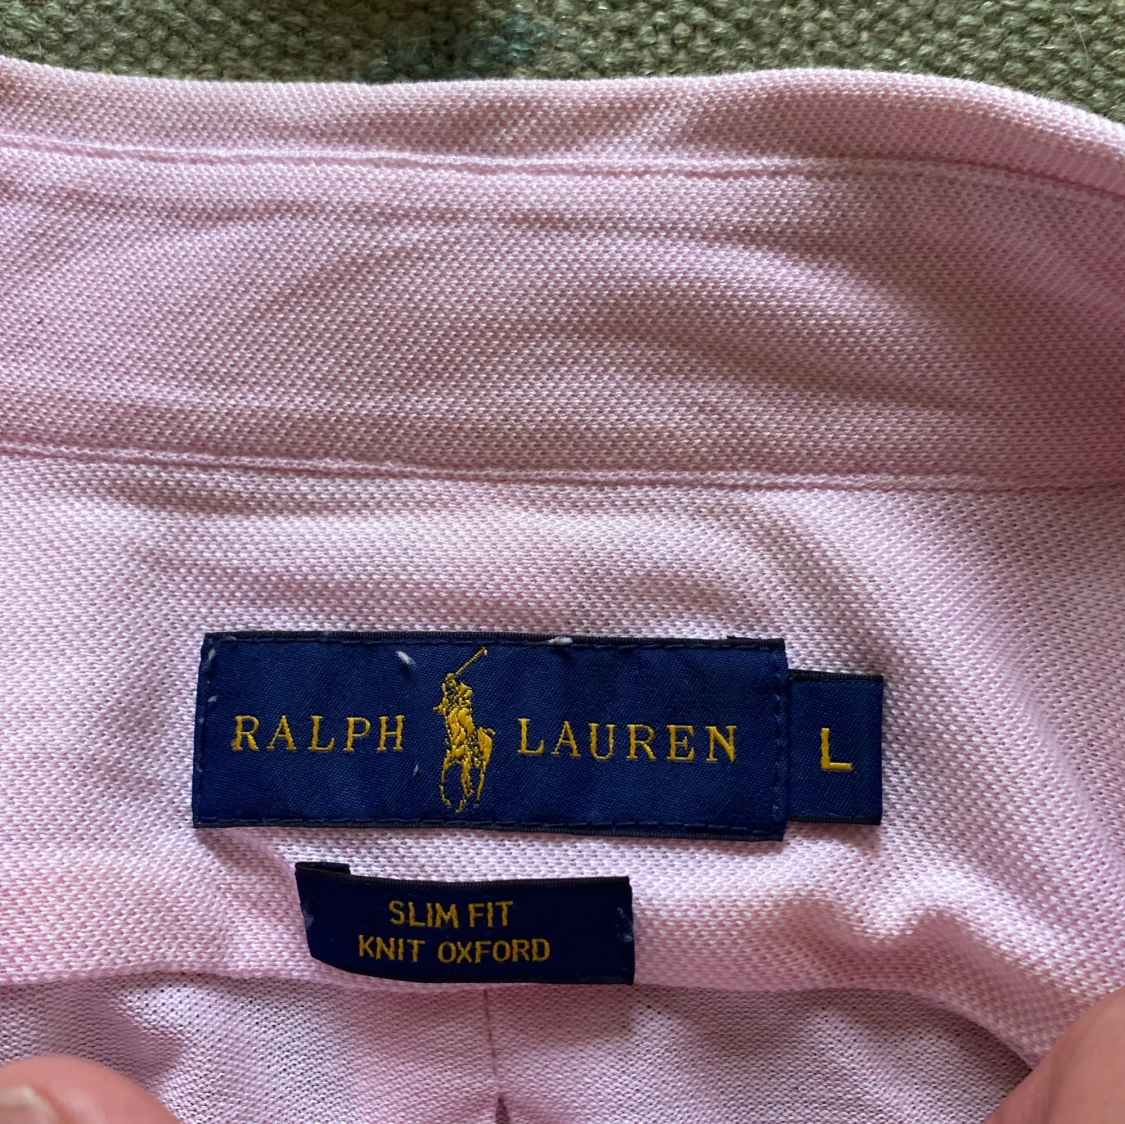 RALPH LAUREN
L
SLIM FIT
KNIT OXFORD